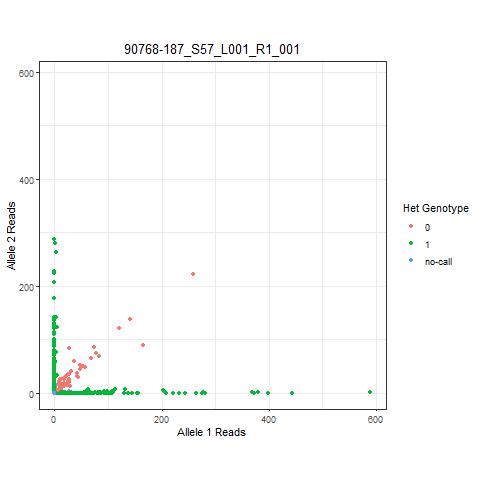 90768-187_S57_L001_R1_001
600
400
200
0
Allele 2 Reads
0
200
400
600
Allele 1 Reads
Het Genotype
0
1
no-call